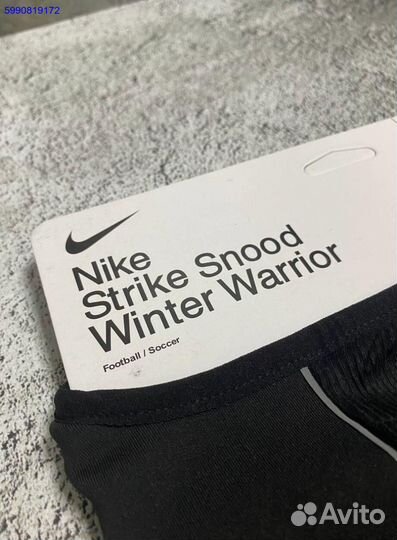 5990819172
Nike
Strike Snood
Winter Warrior
Football / Soccer
Avito